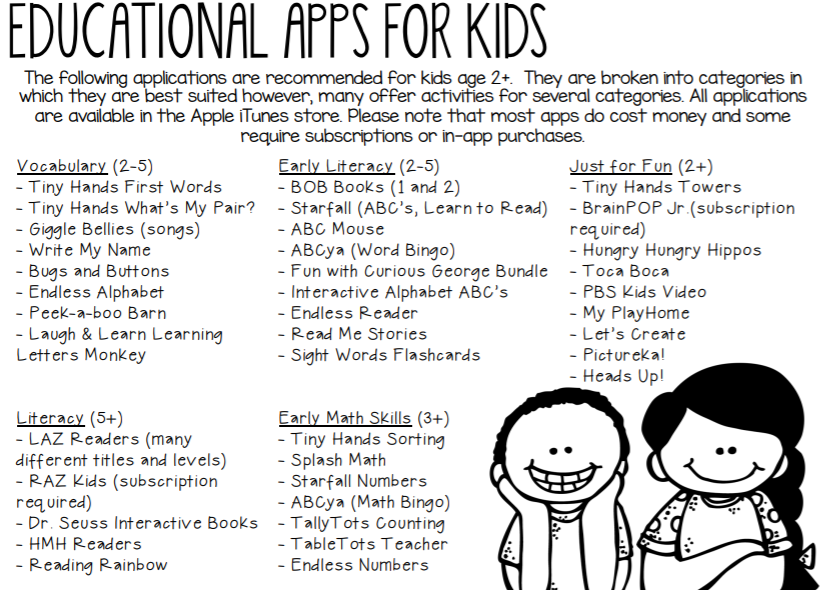 EDUCATIONAL APPS FOR KIDS
The following applications are recommended for kids age 2+. They are broken into categories in
which they are best suited however, many offer activities for several categories. All applications
are available in the Apple iTunes store. Please note that most apps do cost money and some
require subscriptions or in-app purchases.
Vocabulary (2-5)
- Tiny Hands First Words
- Tiny Hands What's My Pair?
- Giggle Bellies (songs)
- Write My Name
- Bugs and Buttons
- Endless Alphabet
- Peek-a-boo Barn
- Laugh & Learn Learning
Letters Monkey
Early Literacy (2-5)
- BOB Books (1 and 2)
- Starfall (ABC's, Learn to Read)
- ABC Mouse
- ABCya (Word Bingo)
- Fun with Curious George Bundle
- Interactive Alphabet ABC's
- Endless Reader
- Read Me Stories
- Sight Words Flashcards
Just for Fun (2+)
- Tiny Hands Towers
- BrainPOP Jr.(subscription
required)
- Hungry Hungry Hippos
- Toca Boca
- PBS Kids Video
- My PlayHome
- Let's Create
- Pictureka!
- Heads Up!
Literacy (5+)
- LAZ Readers (many
different titles and levels)
- RAZ Kids (subscription
required)
- Dr. Seuss Interactive Books
- HMH Readers
- Reading Rainbow
Early Math Skills (3+)
- Tiny Hands Sorting
- Splash Math
- Starfall Numbers
- ABCya (Math Bingo)
- TallyTots Counting
- TableTots Teacher
- Endless Numbers